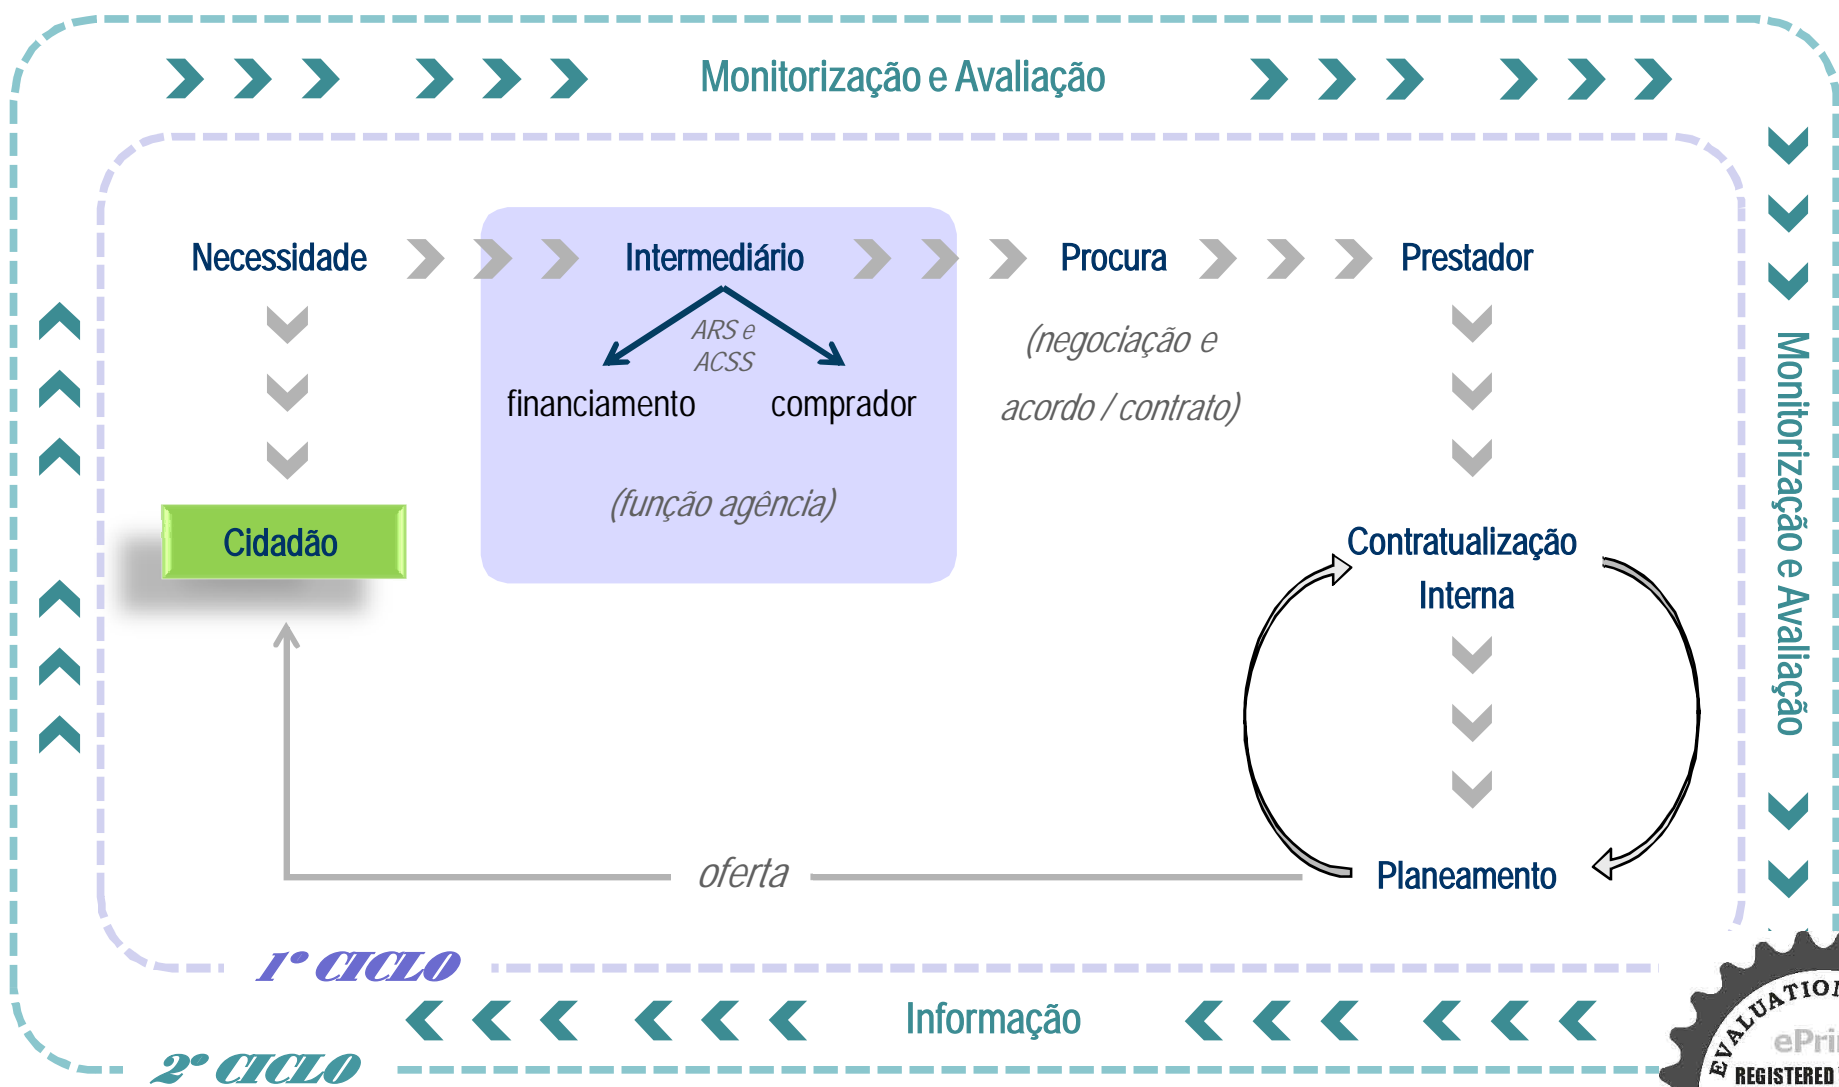 Monitorização e Avaliação
Necessidade
Intermediário
Procura
Prestador
ARS e
ACSS
(negociação e
financiamento
comprador
acordo / contrato)
(função agência)
Cidadão
Contratualização
Interna
Monitorização e Avaliação
oferta
Planeamento
1º CICLO
Informação
2º CICLO
REGISTERED